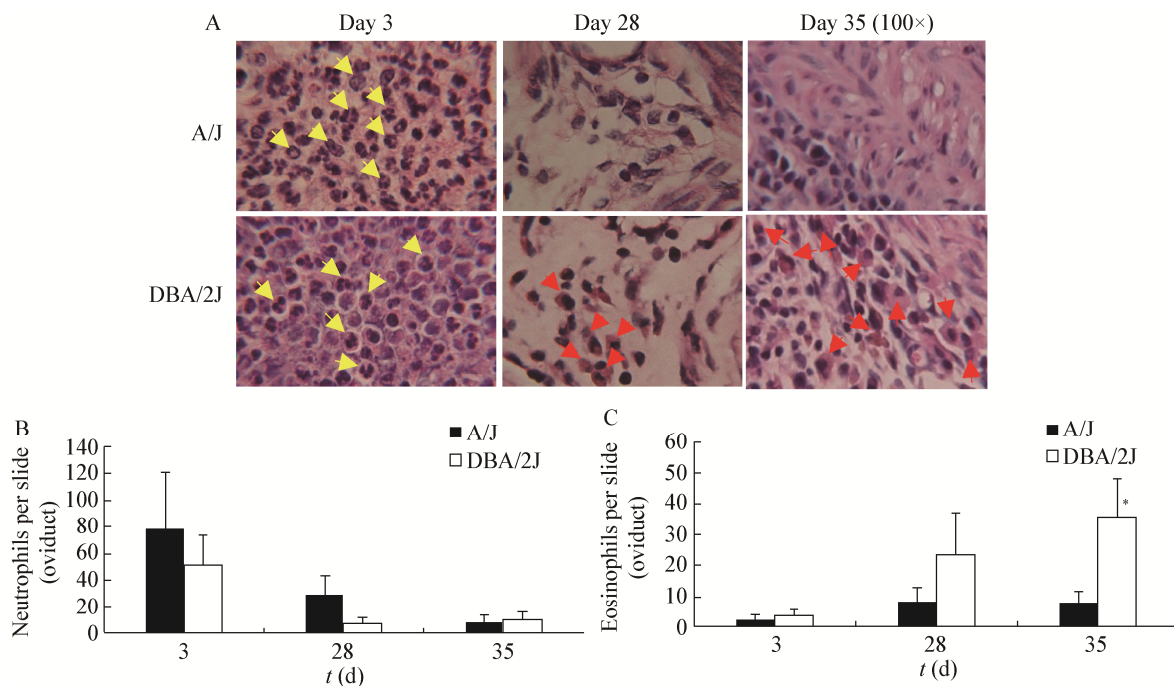 A
Day 3
Day 28
Day 35 (100×)
A/J
DBA/2J
B
A/J
DBA/2J
Neutrophils per slide
(oviduct)
140
120
100
80
60
40
20
0
3
28
35
t (d)
C
A/J
DBA/2J
Eosinophils per slide
(oviduct)
60
50
40
30
20
10
0
*
3
28
35
t (d)